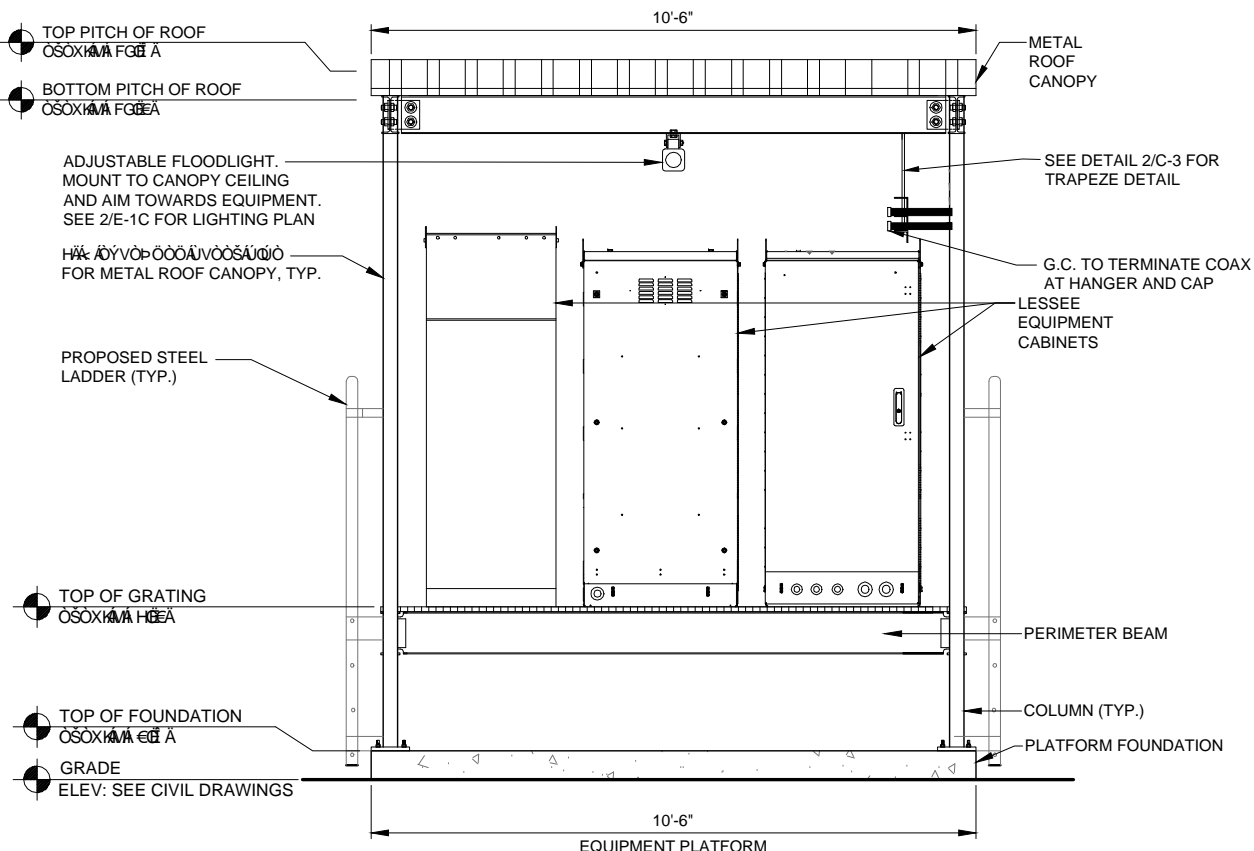 10'-6"
TOP PITCH OF ROOF
BOTTOM PITCH OF ROOF
METAL
ROOF
CANOPY
ADJUSTABLE FLOODLIGHT.
MOUNT TO CANOPY CEILING
AND AIM TOWARDS EQUIPMENT.
SEE 2/E-1C FOR LIGHTING PLAN
SEE DETAIL 2/C-3 FOR
TRAPEZE DETAIL
FOR METAL ROOF CANOPY, TYP.
G.C. TO TERMINATE COAX
AT HANGER AND CAP
LESSEE
EQUIPMENT
CABINETS
PROPOSED STEEL
LADDER (TYP.)
TOP OF GRATING
PERIMETER BEAM
TOP OF FOUNDATION
COLUMN (TYP.)
PLATFORM FOUNDATION
GRADE
ELEV: SEE CIVIL DRAWINGS
10'-6"
EQUIPMENT PLATFORM